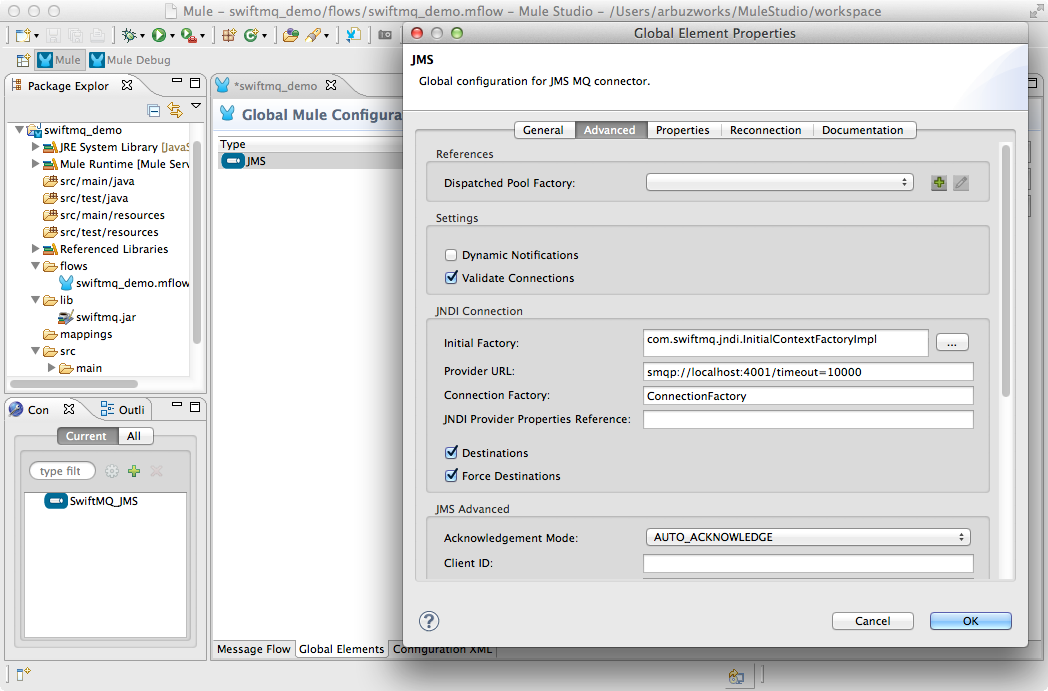 Mule – swiftmq_demo/flows/swiftmq_demo.mflow – Mule Studio – /Users/arbuzworks/MuleStudio/workspace
Mule
Mule Debug
Package Explor
swiftmq_demo
JRE System Library [JavaS
Mule Runtime [Mule Serv
src/main/java
src/test/java
src/main/resources
src/test/resources
Referenced Libraries
flows
swiftmq_demo.mflow
lib
swiftmq.jar
mappings
src
main
Con
Outli
Current
All
type filt
SwiftMQ_JMS
*swiftmq_demo
Global Mule Configura
Type
JMS
Message Flow
Global Elements
Configuration XML
Global Element Properties
JMS
Global configuration for JMS MQ connector.
General
Advanced
Properties
Reconnection
Documentation
References
Dispatched Pool Factory:
Settings
Dynamic Notifications
Validate Connections
JNDI Connection
Initial Factory:
com.swiftmq.jndi.InitialContextFactoryImpl
...
Provider URL:
smqp://localhost:4001/timeout=10000
Connection Factory:
ConnectionFactory
JNDI Provider Properties Reference:
Destinations
Force Destinations
JMS Advanced
Acknowledgement Mode:
AUTO_ACKNOWLEDGE
Client ID:
?
Cancel
OK